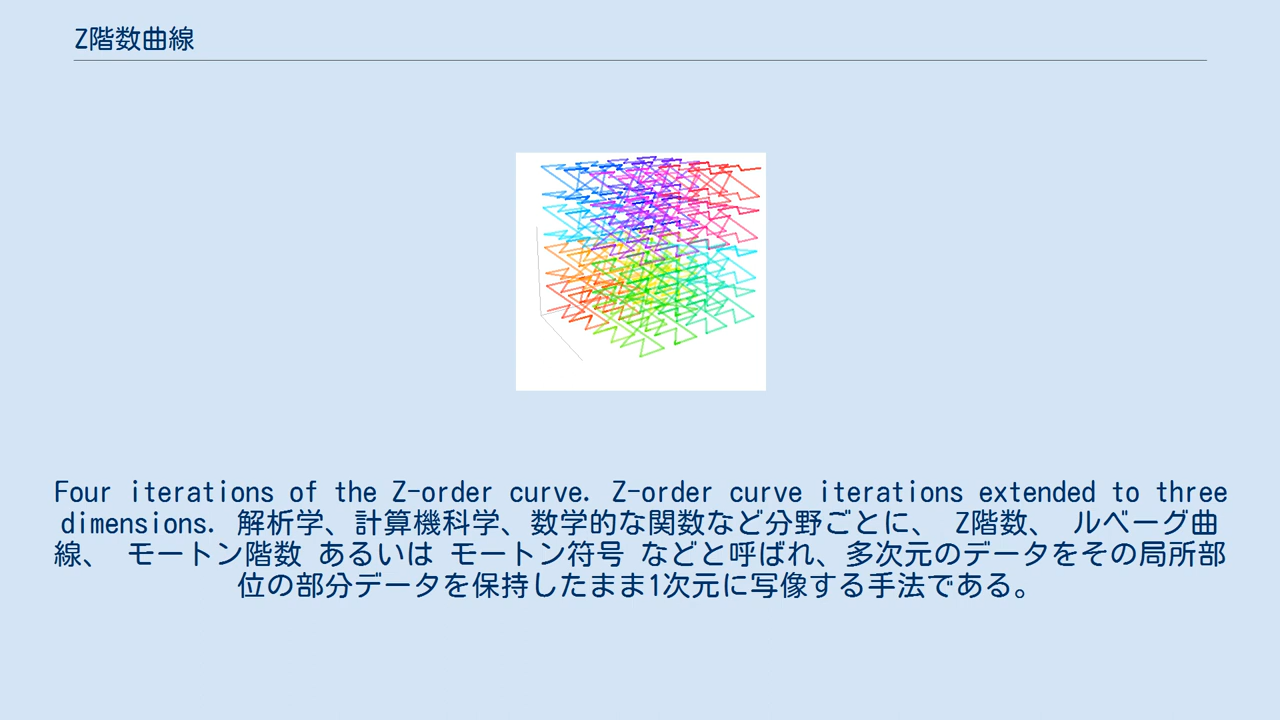 Z階数曲線
Four iterations of the Z-order curve. Z-order curve iterations extended to three
dimensions. 解析学、計算機科学、数学的な関数など分野ごとに、 Z階数、 ルベーグ曲
線、 モートン階数 あるいは モートン符号 などと呼ばれ、多次元のデータをその局所部
位の部分データを保持したまま1次元に写像する手法である。